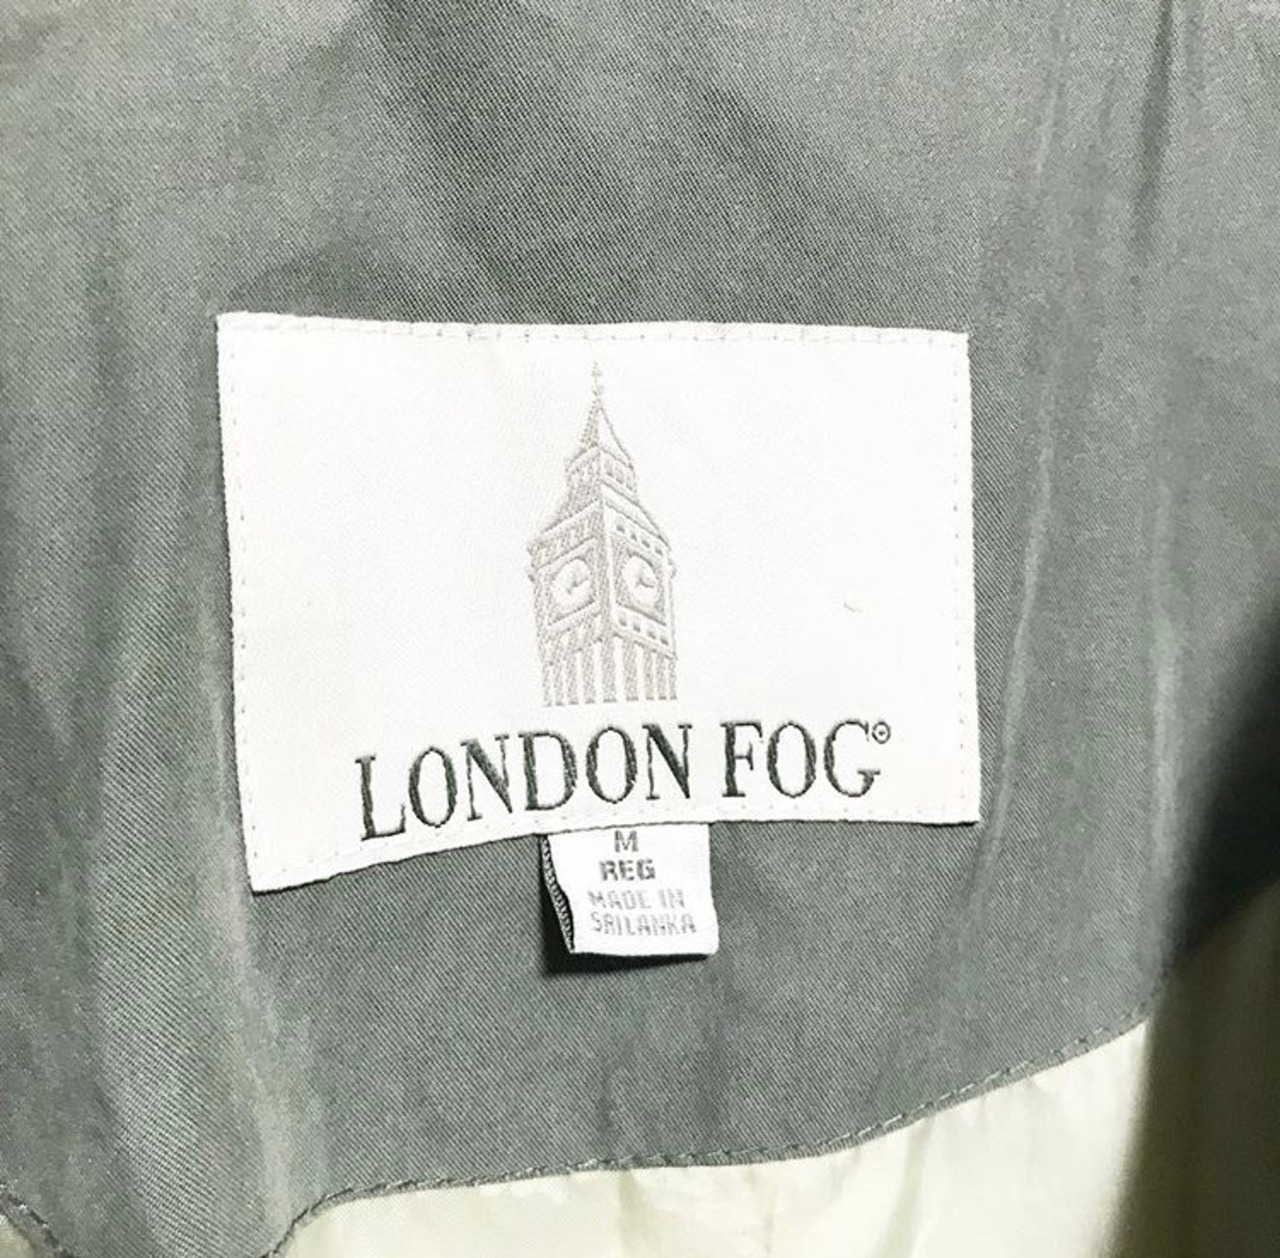 LONDON FOG®
M
REG
MADE IN
SRILANKA